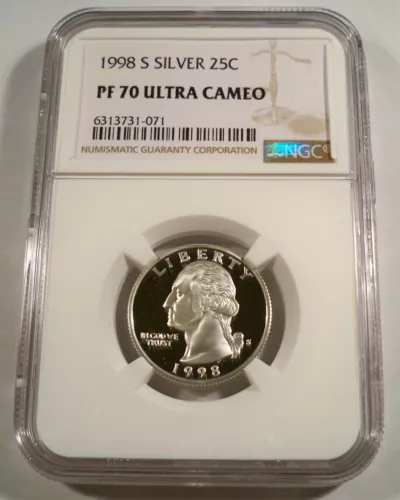 1998 S SILVER 25C
PF 70 ULTRA CAMEO
6313731-071
NUMISMATIC GUARANTY CORPORATION
NGC
LIBERTY
IN GOD WE
TRUST
S
1998